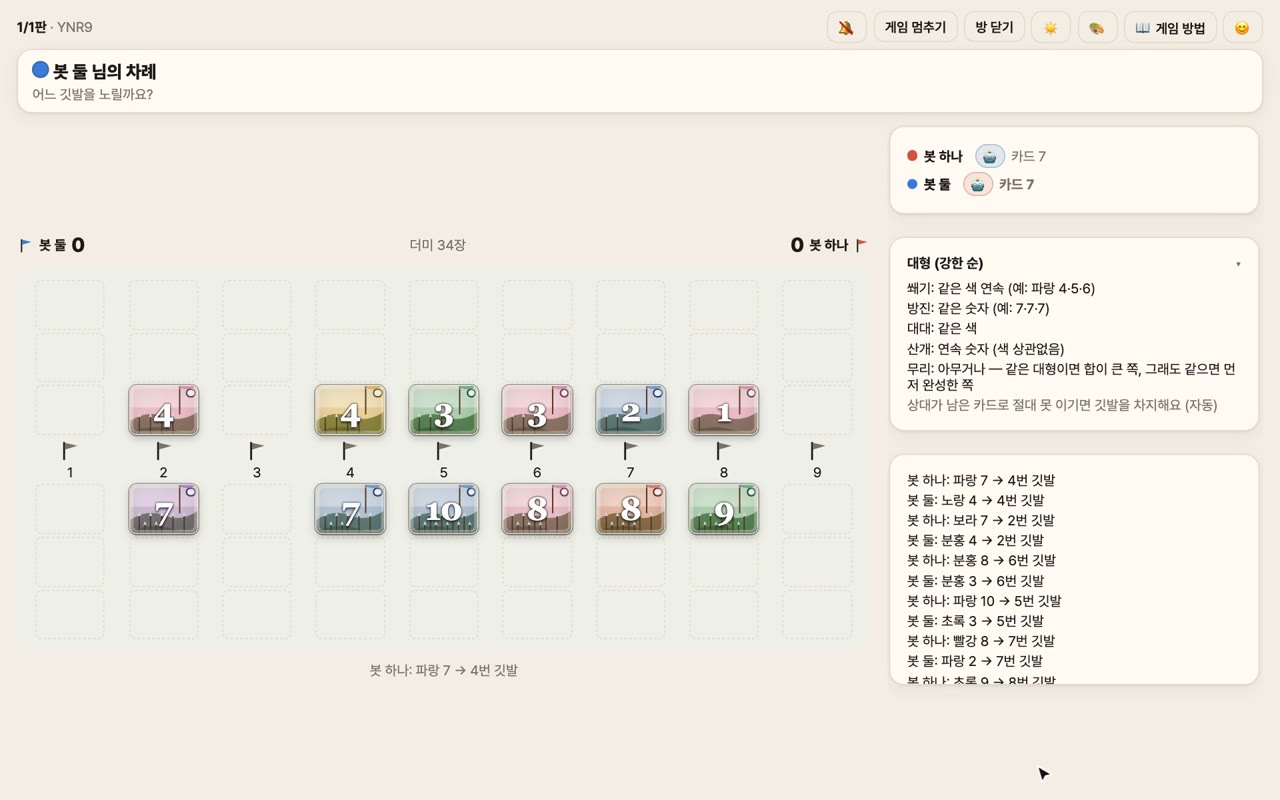 1/1판 · YNR9
게임 멈추기
방 닫기
게임 방법
봇 둘 님의 차례
어느 깃발을 노릴까요?
봇 하나 카드 7
봇 둘 카드 7
봇 둘 0
더미 34장
0 봇 하나
4 4 3 3 2 1
1 2 3 4 5 6 7 8 9
7 7 10 8 8 9
봇 하나: 파랑 7 → 4번 깃발
대형 (강한 순)
쐐기: 같은 색 연속 (예: 파랑 4·5·6)
방진: 같은 숫자 (예: 7·7·7)
대대: 같은 색
산개: 연속 숫자 (색 상관없음)
무리: 아무거나 — 같은 대형이면 합이 큰 쪽, 그래도 같으면 먼
저 완성한 쪽
상대가 남은 카드로 절대 못 이기면 깃발을 차지해요 (자동)
봇 하나: 파랑 7 → 4번 깃발
봇 둘: 노랑 4 → 4번 깃발
봇 하나: 보라 7 → 2번 깃발
봇 둘: 분홍 4 → 2번 깃발
봇 하나: 분홍 8 → 6번 깃발
봇 둘: 분홍 3 → 6번 깃발
봇 하나: 파랑 10 → 5번 깃발
봇 둘: 초록 3 → 5번 깃발
봇 하나: 빨강 8 → 7번 깃발
봇 둘: 파랑 2 → 7번 깃발
봇 하나: 초록 9 → 8번 깃발